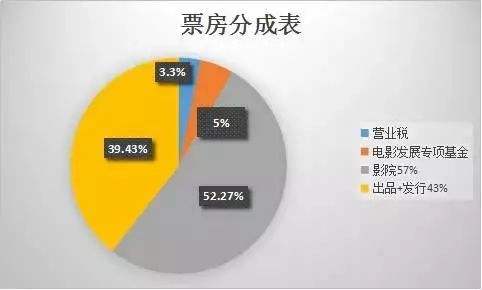 票房分成表
3.3%
5%
39.43%
52.27%
营业税
电影发展专项基金
影院57%
出品+发行43%